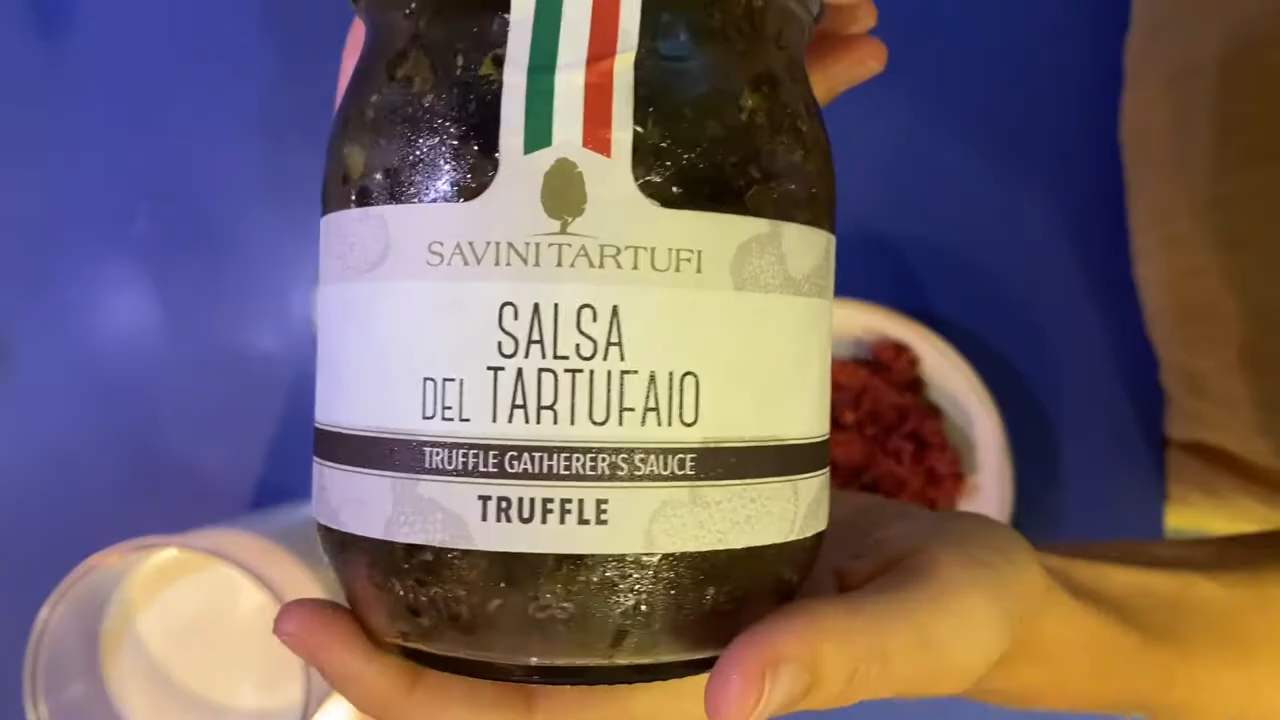 SAVINI TARTUFI
SALSA
DEL TARTUFAIO
TRUFFLE GATHERER'S SAUCE
TRUFFLE